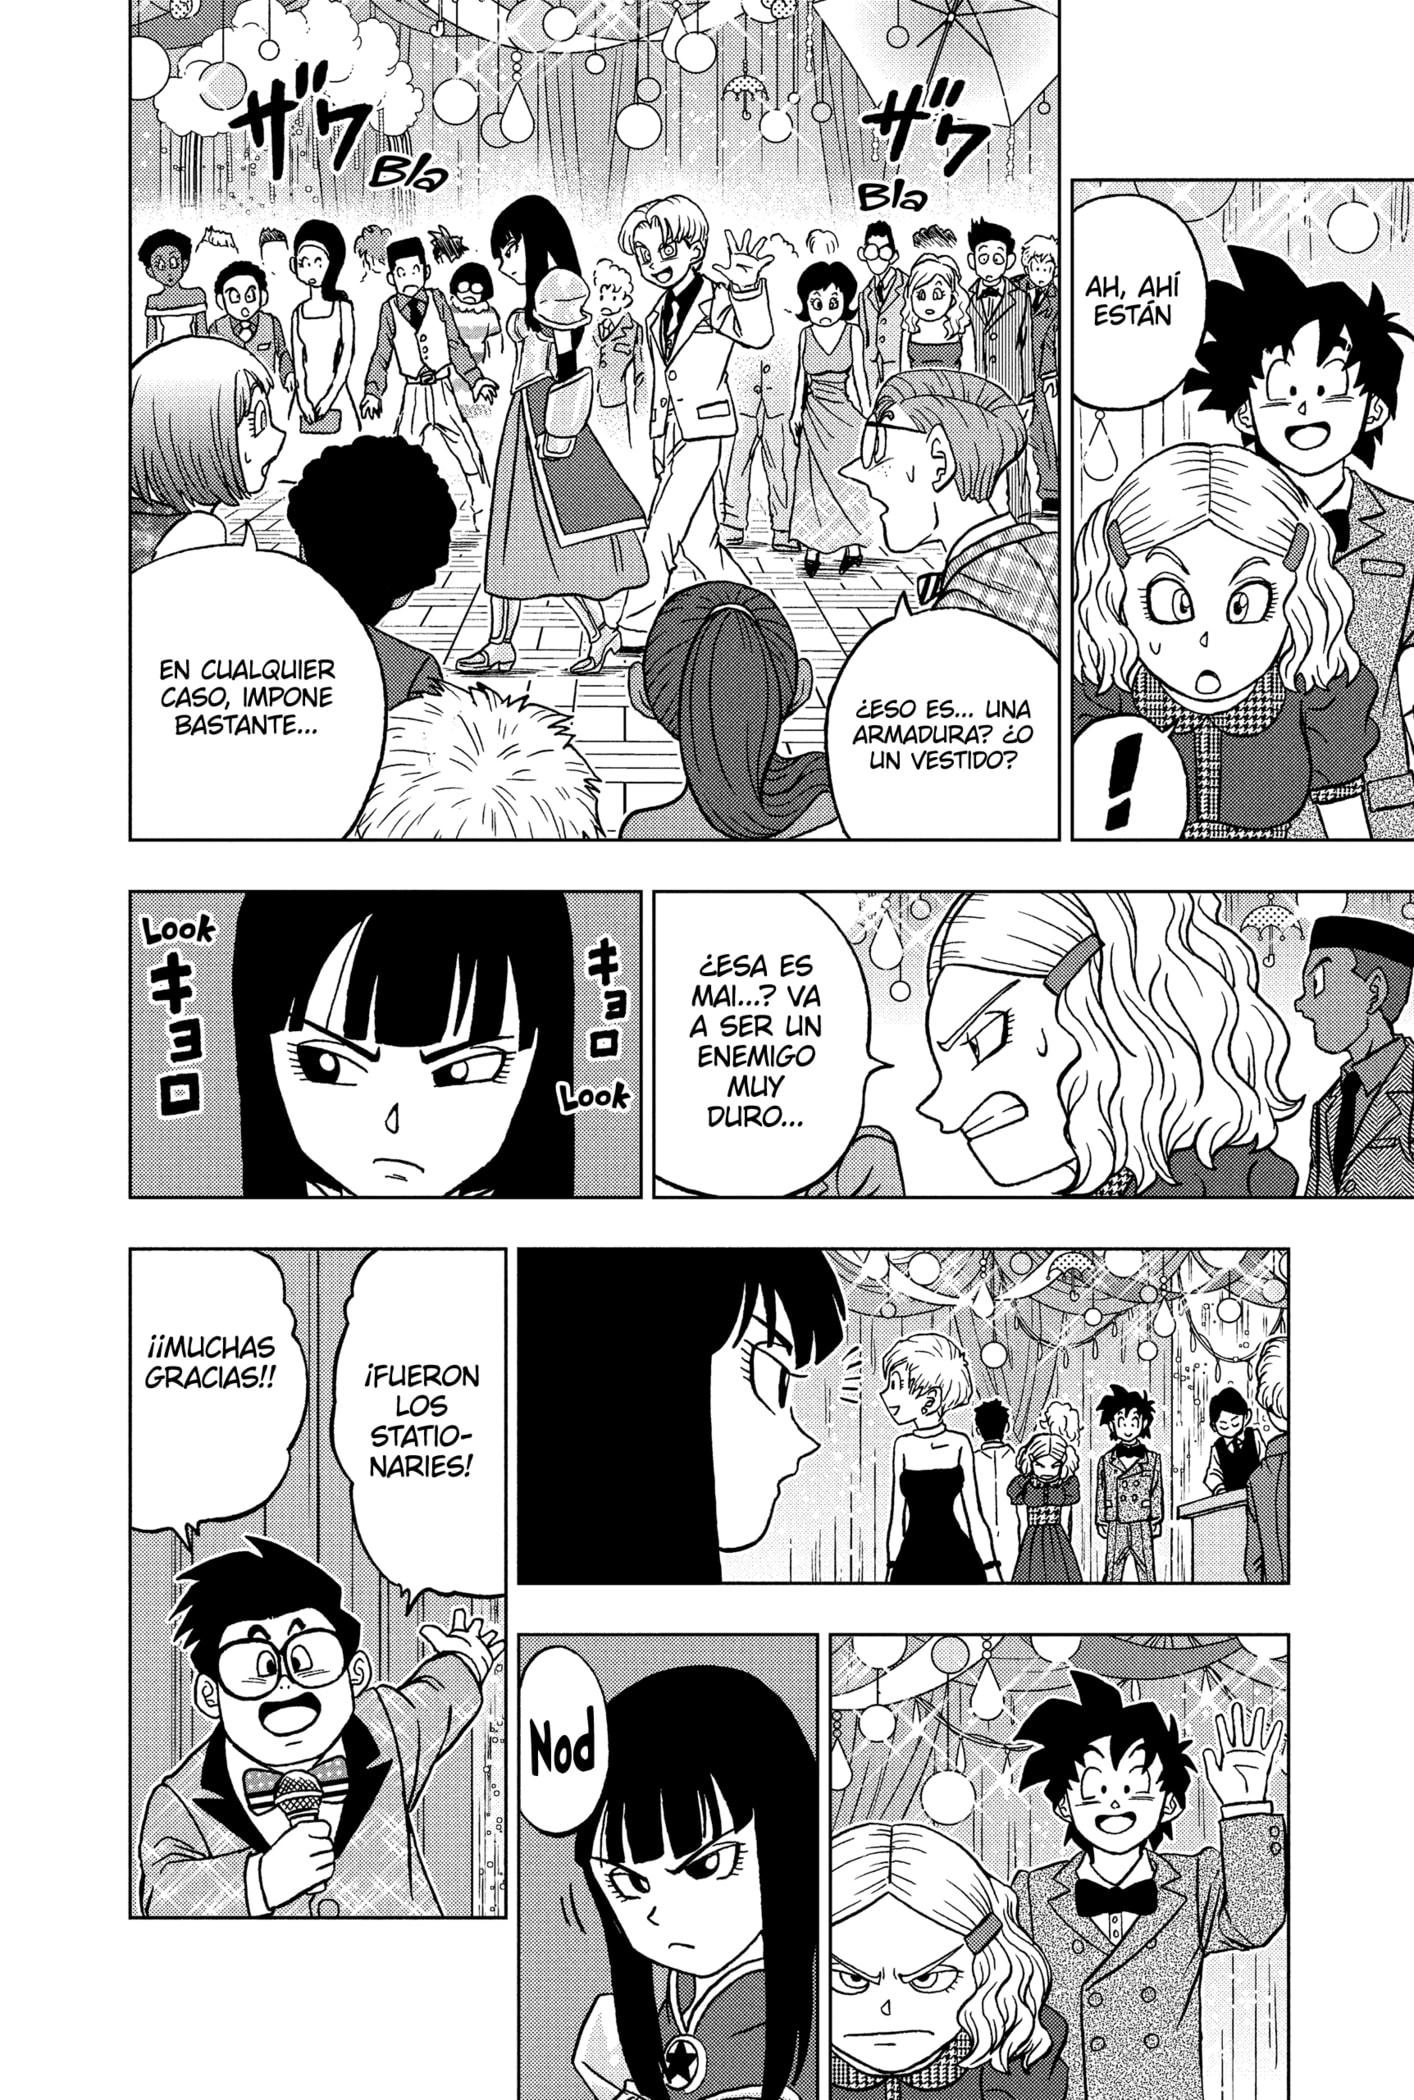 AH, AHÍ
ESTÁN
!
ザワ
Bla
ザワ
Bla
¿ESO ES... UNA
ARMADURA? ¿O
UN VESTIDO?
EN CUALQUIER
CASO, IMPONE
BASTANTE...
¿ESA ES
MAI...? VA
A SER UN
ENEMIGO
MUY
DURO...
キョロ
Look
Look
キョロ
¡FUERON
LOS
STATIO-
NARIES!
¡¡MUCHAS
GRACIAS!!
Nod